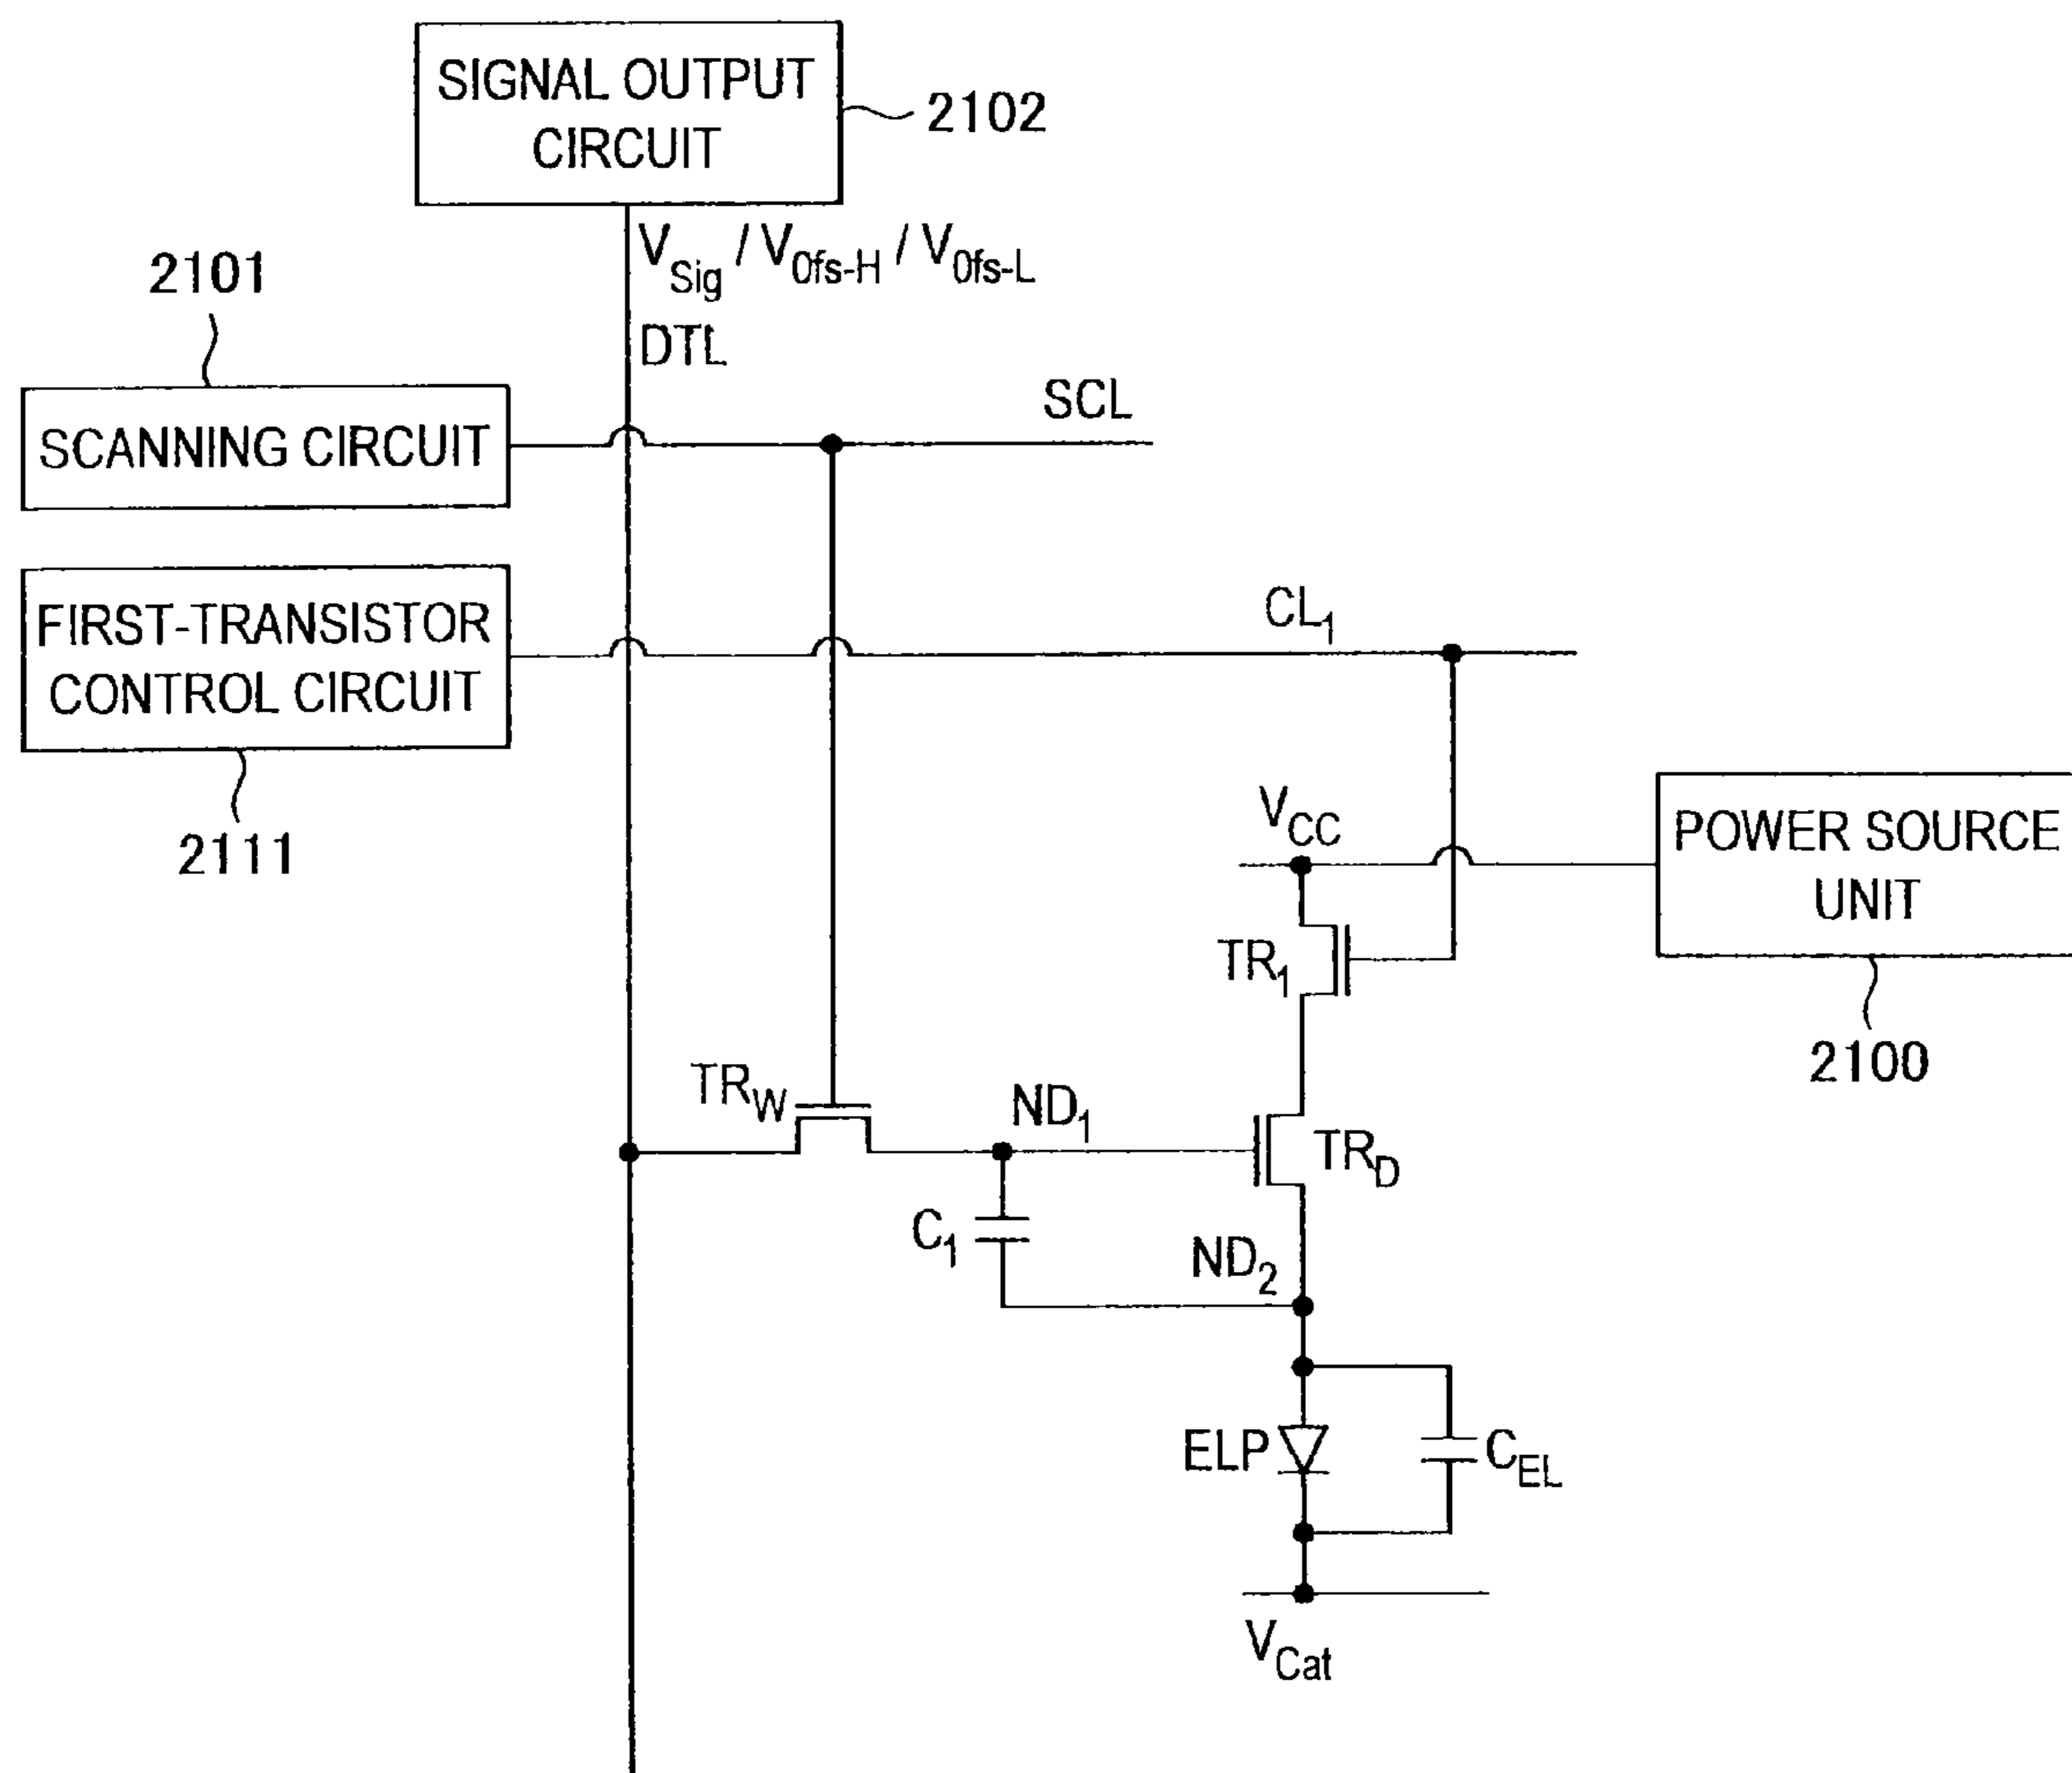 SIGNAL OUTPUT
CIRCUIT
2102
VSig / V0fs-H / V0fs-L
2101
DTL
SCL
SCANNING CIRCUIT
CL1
FIRST-TRANSISTOR
CONTROL CIRCUIT
2111
VCC
POWER SOURCE
UNIT
TR1
2100
TRW
ND1
TRD
C1
ND2
ELP
CEL
VCat